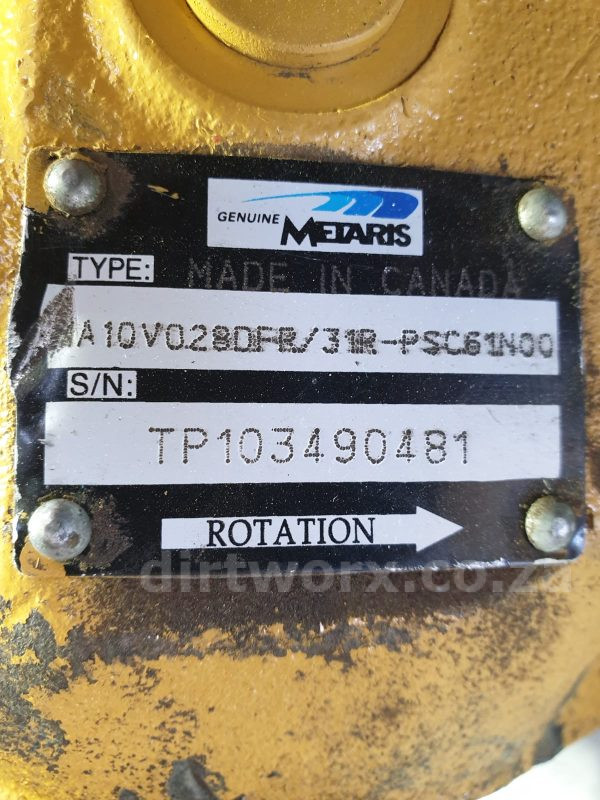 GENUINE METARIS
TYPE: MADE IN CANADA
A10VO28DFR/31R-PSC61N00
S/N:
TP103490481
ROTATION
dirtworx.co.za